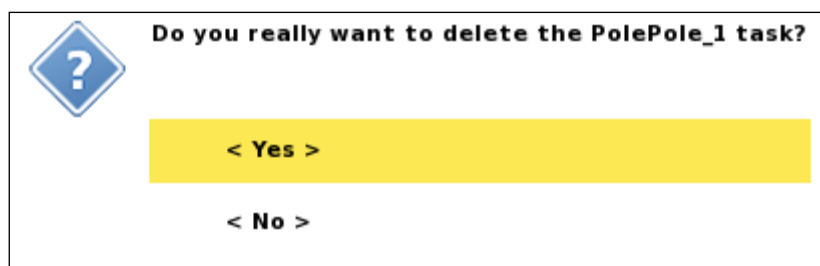 Do you really want to delete the PolePole_1 task?
?
< Yes >
< No >